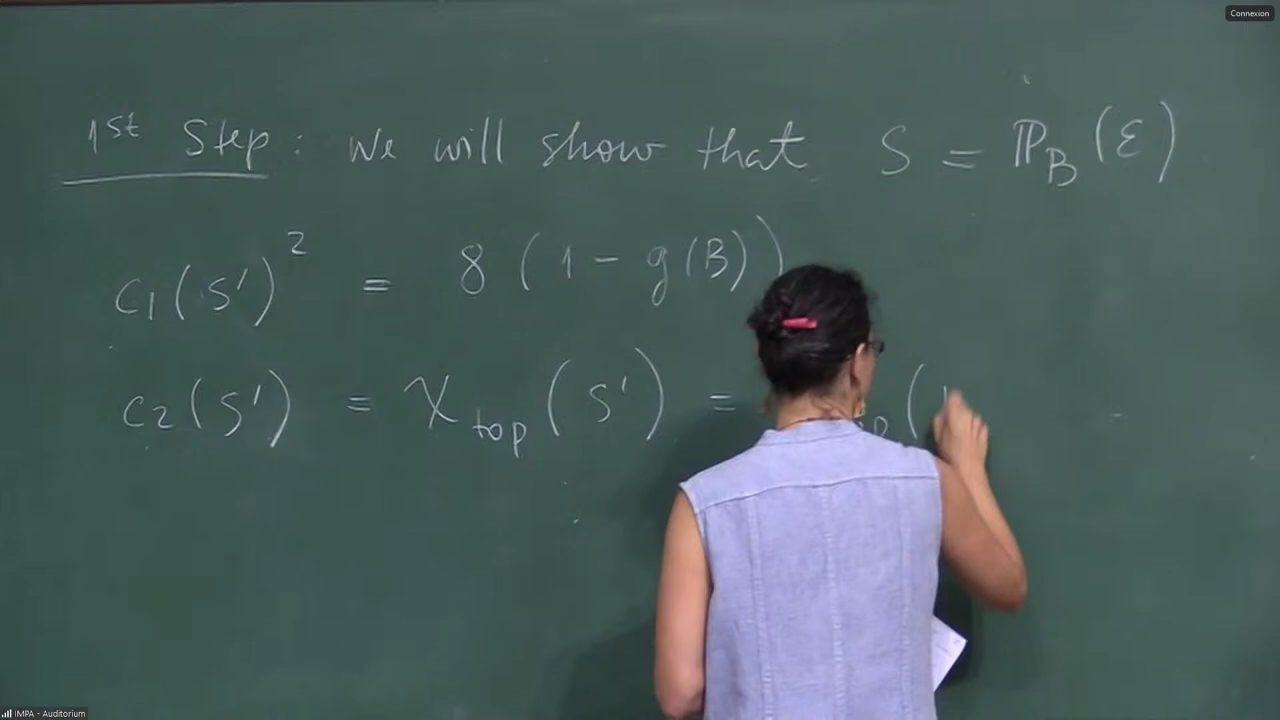 Connexion
1st Step: We will show that S = ℙ_B(ℰ)
c₁(S')² = 8(1 - g(B))
c₂(S') = χ_top(S') = p(
IMPA - Auditorium